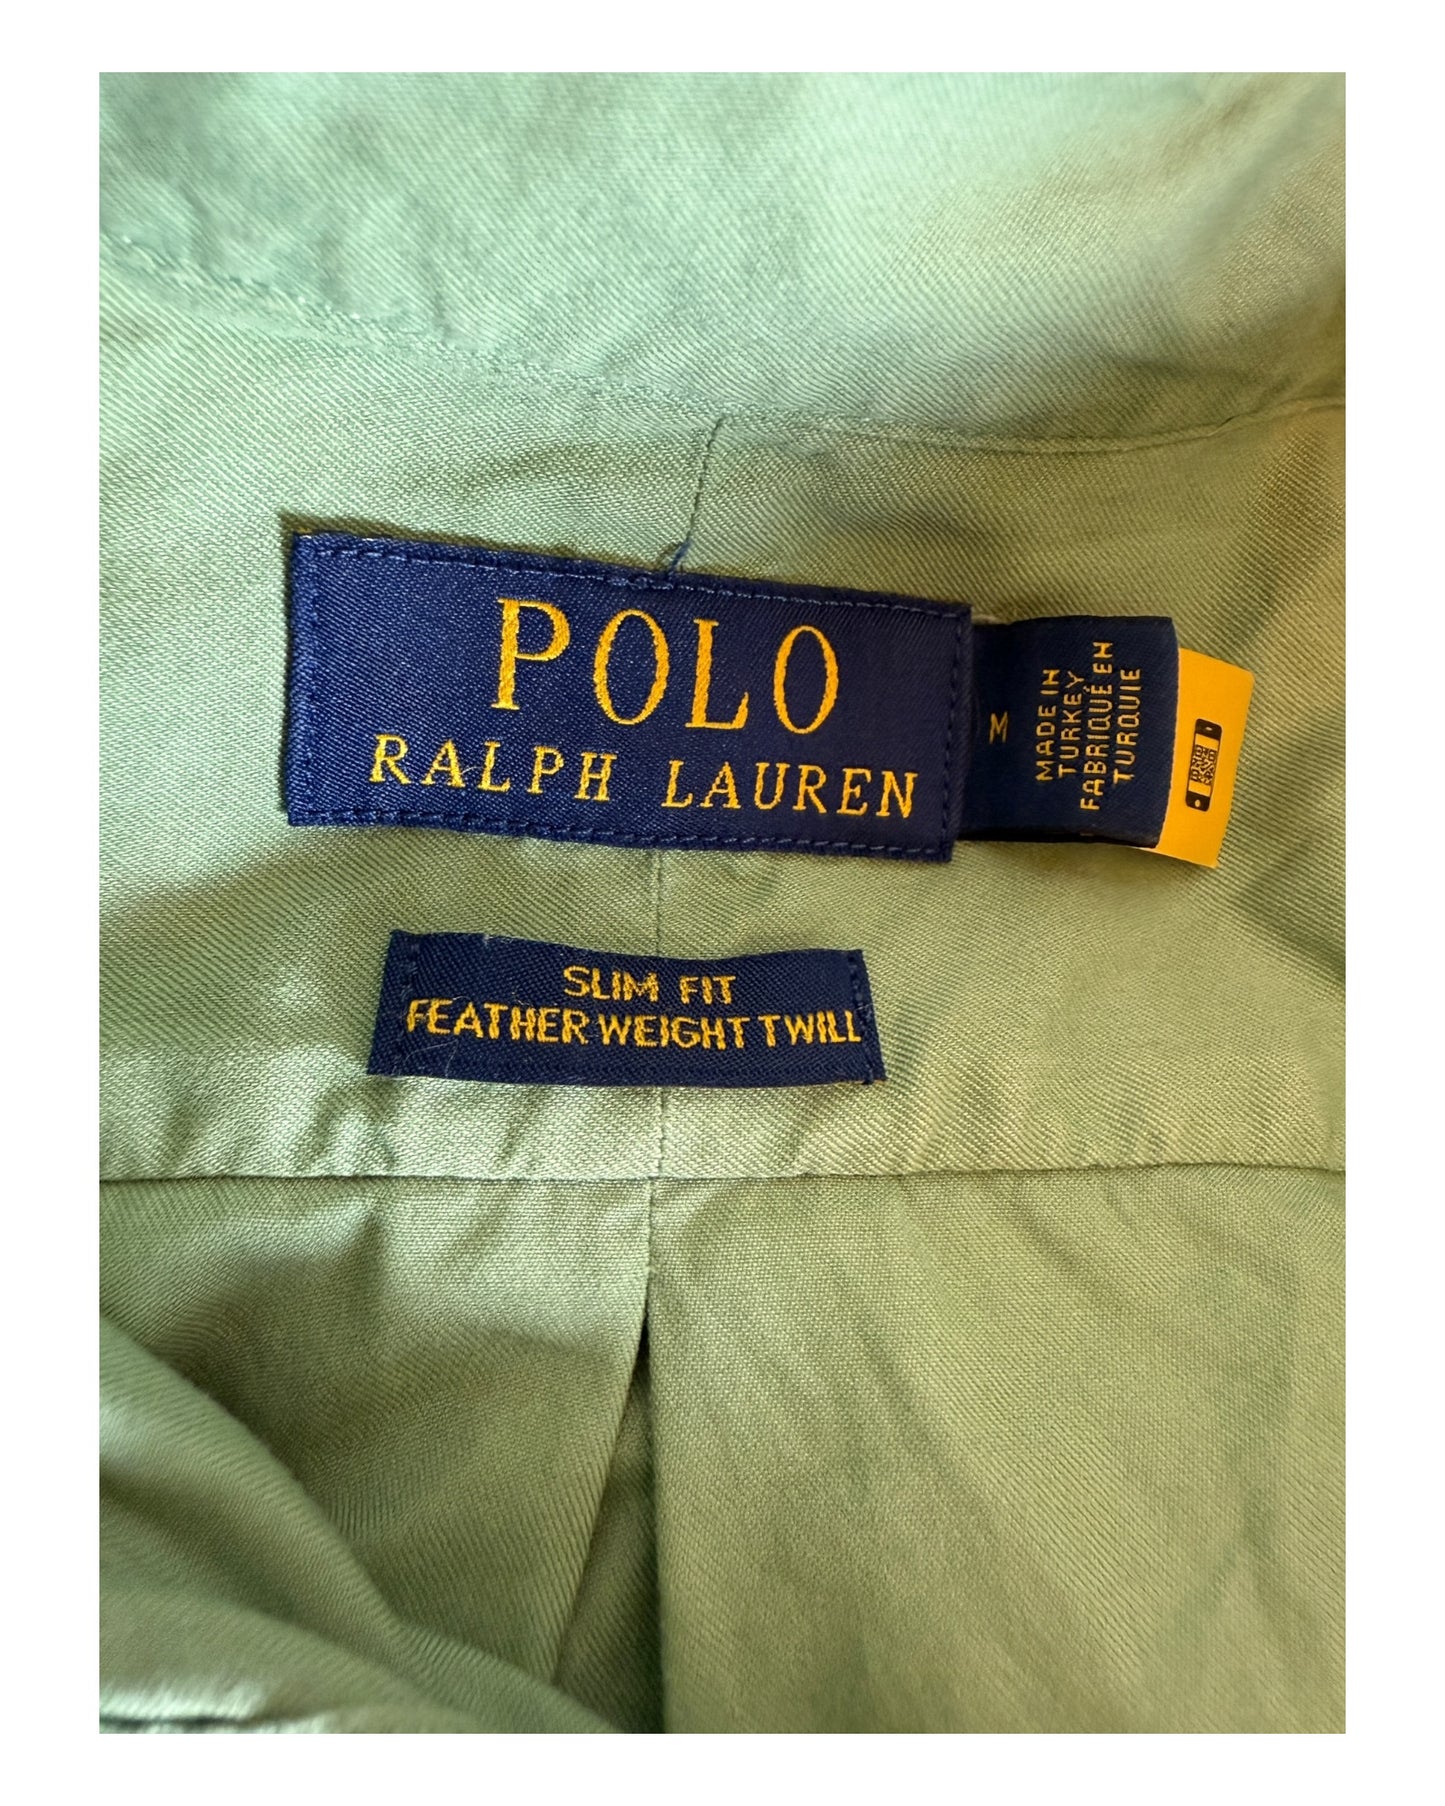 POLO
RALPH LAUREN
M
MADE IN
TURKEY
FABRIQUÉ EN
TURQUIE
SLIM FIT
FEATHER WEIGHT TWILL